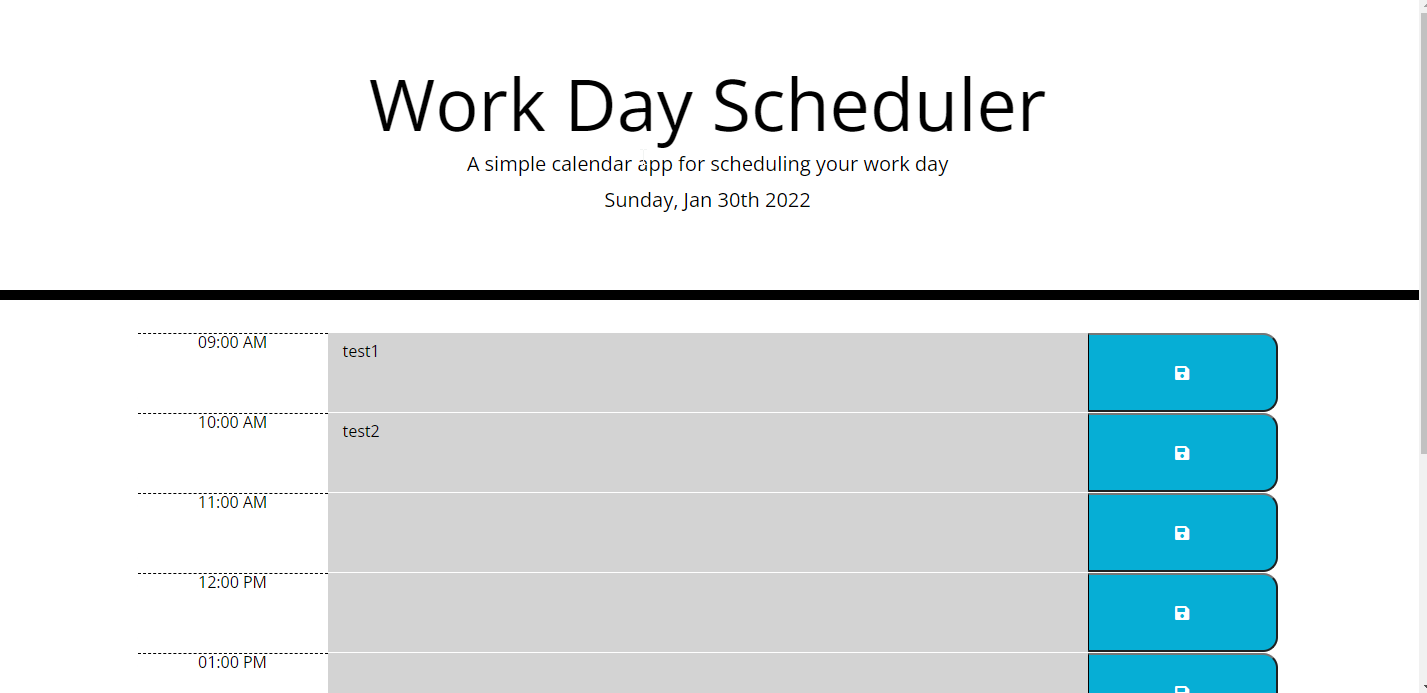 Work Day Scheduler
A simple calendar app for scheduling your work day
Sunday, Jan 30th 2022
09:00 AM
test1
10:00 AM
test2
11:00 AM
12:00 PM
01:00 PM